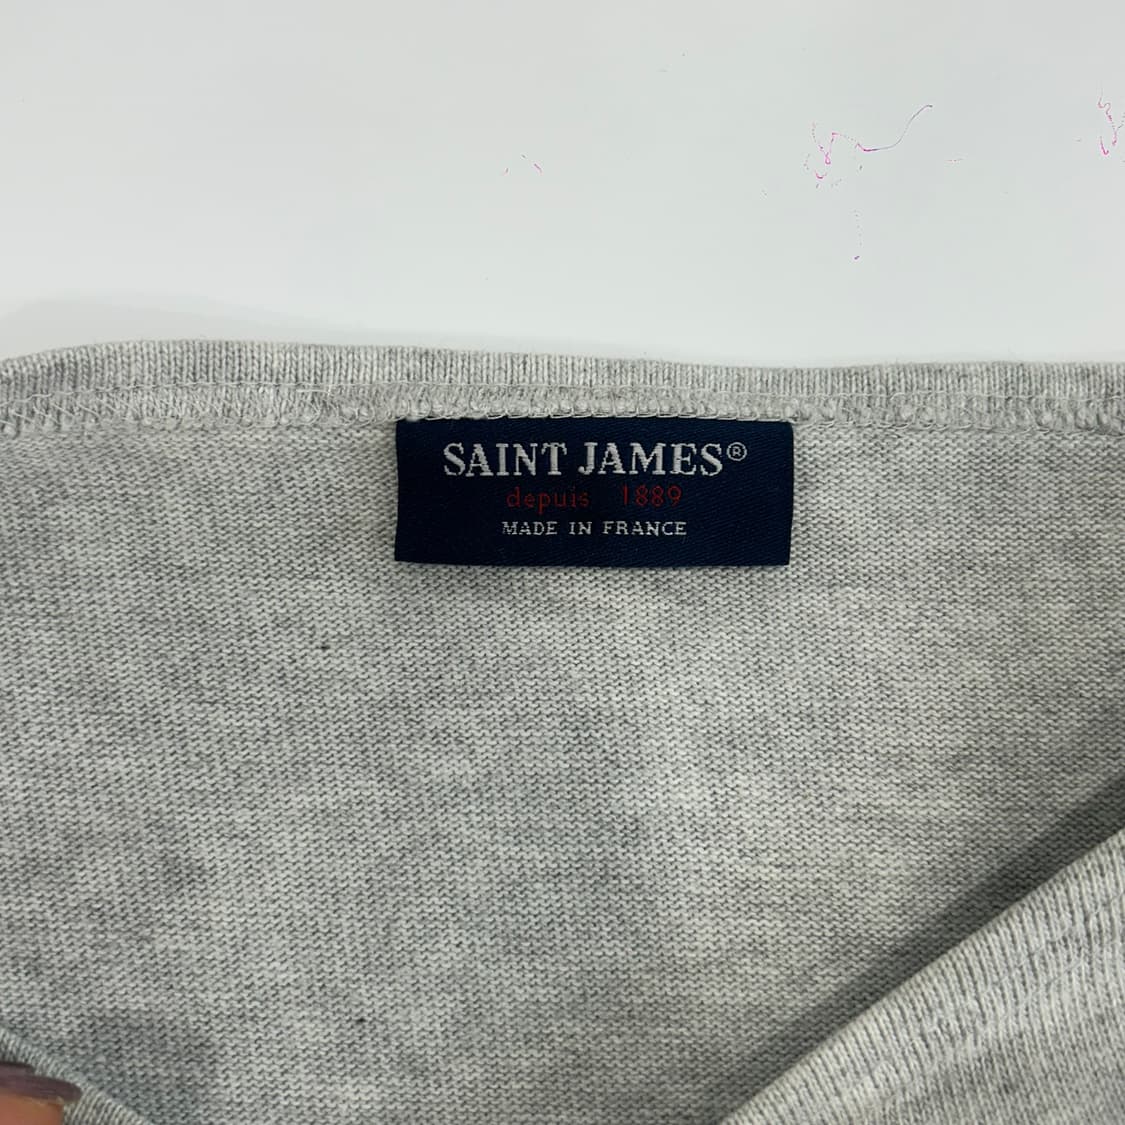 SAINT JAMES®
depuis 1889
MADE IN FRANCE